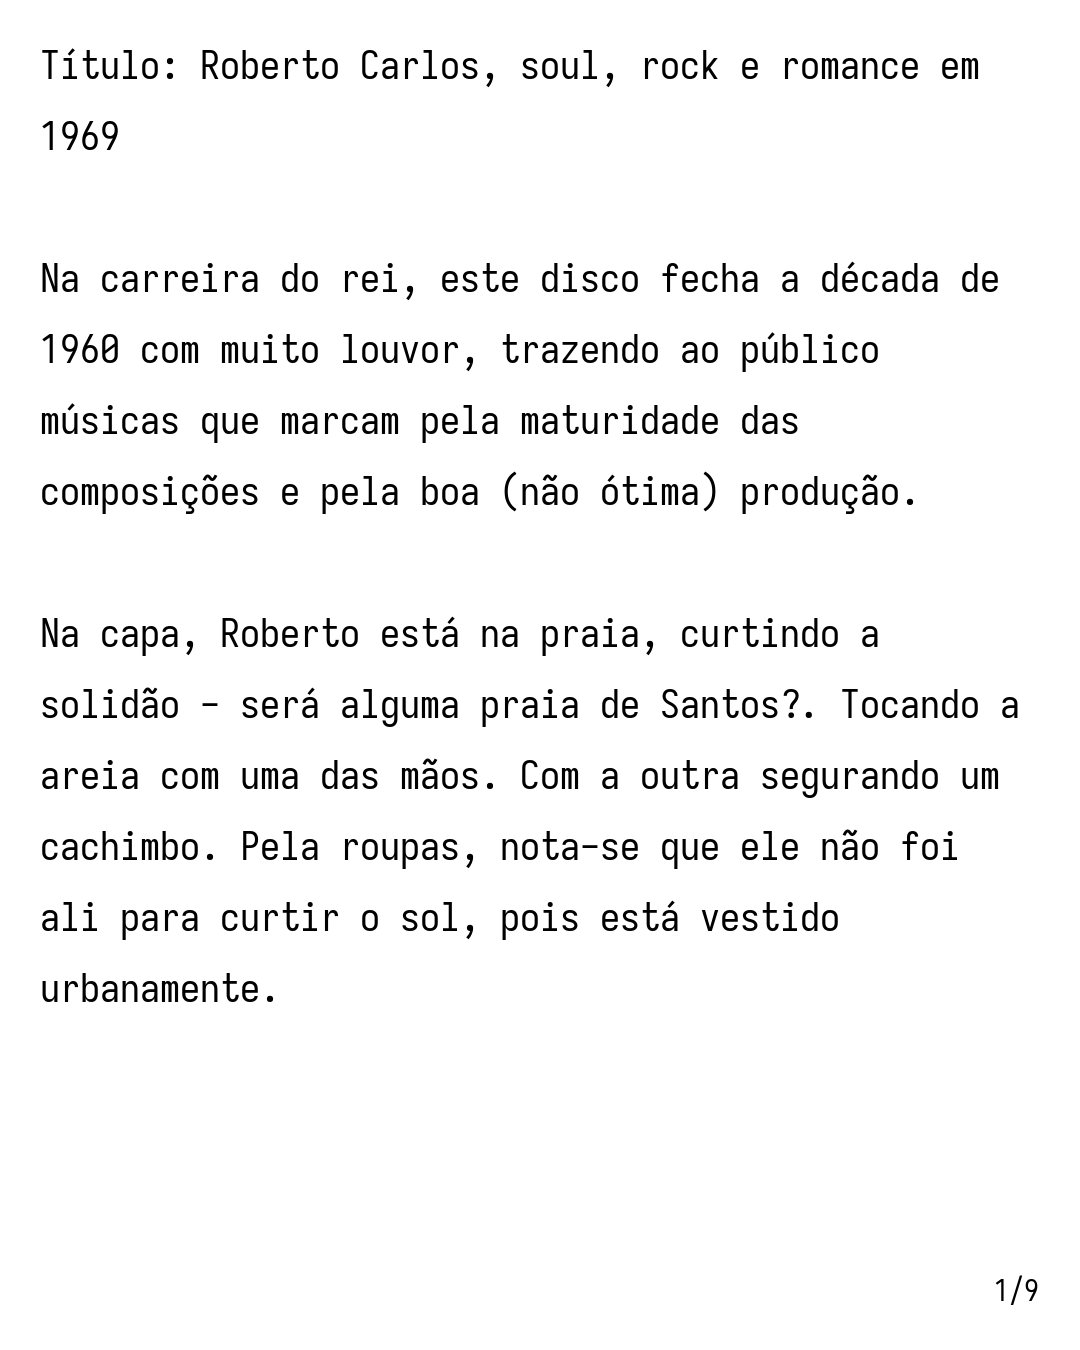 Título: Roberto Carlos, soul, rock e romance em
1969
Na carreira do rei, este disco fecha a década de
1960 com muito louvor, trazendo ao público
músicas que marcam pela maturidade das
composições e pela boa (não ótima) produção.
Na capa, Roberto está na praia, curtindo a
solidão - será alguma praia de Santos?. Tocando a
areia com uma das mãos. Com a outra segurando um
cachimbo. Pela roupas, nota-se que ele não foi
ali para curtir o sol, pois está vestido
urbanamente.
1/9